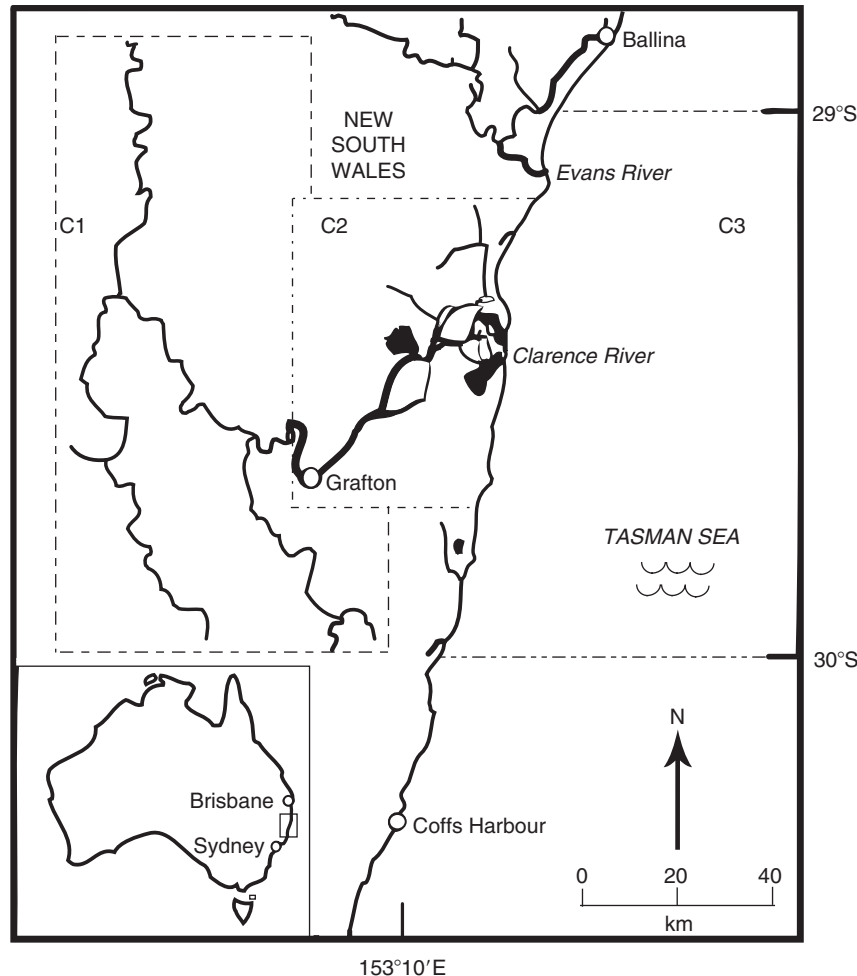 Ballina
29°S
NEW
SOUTH
WALES
Evans River
C1
C2
C3
Clarence River
Grafton
TASMAN SEA
30°S
N
Brisbane
Sydney
Coffs Harbour
0 20 40
km
153°10′E